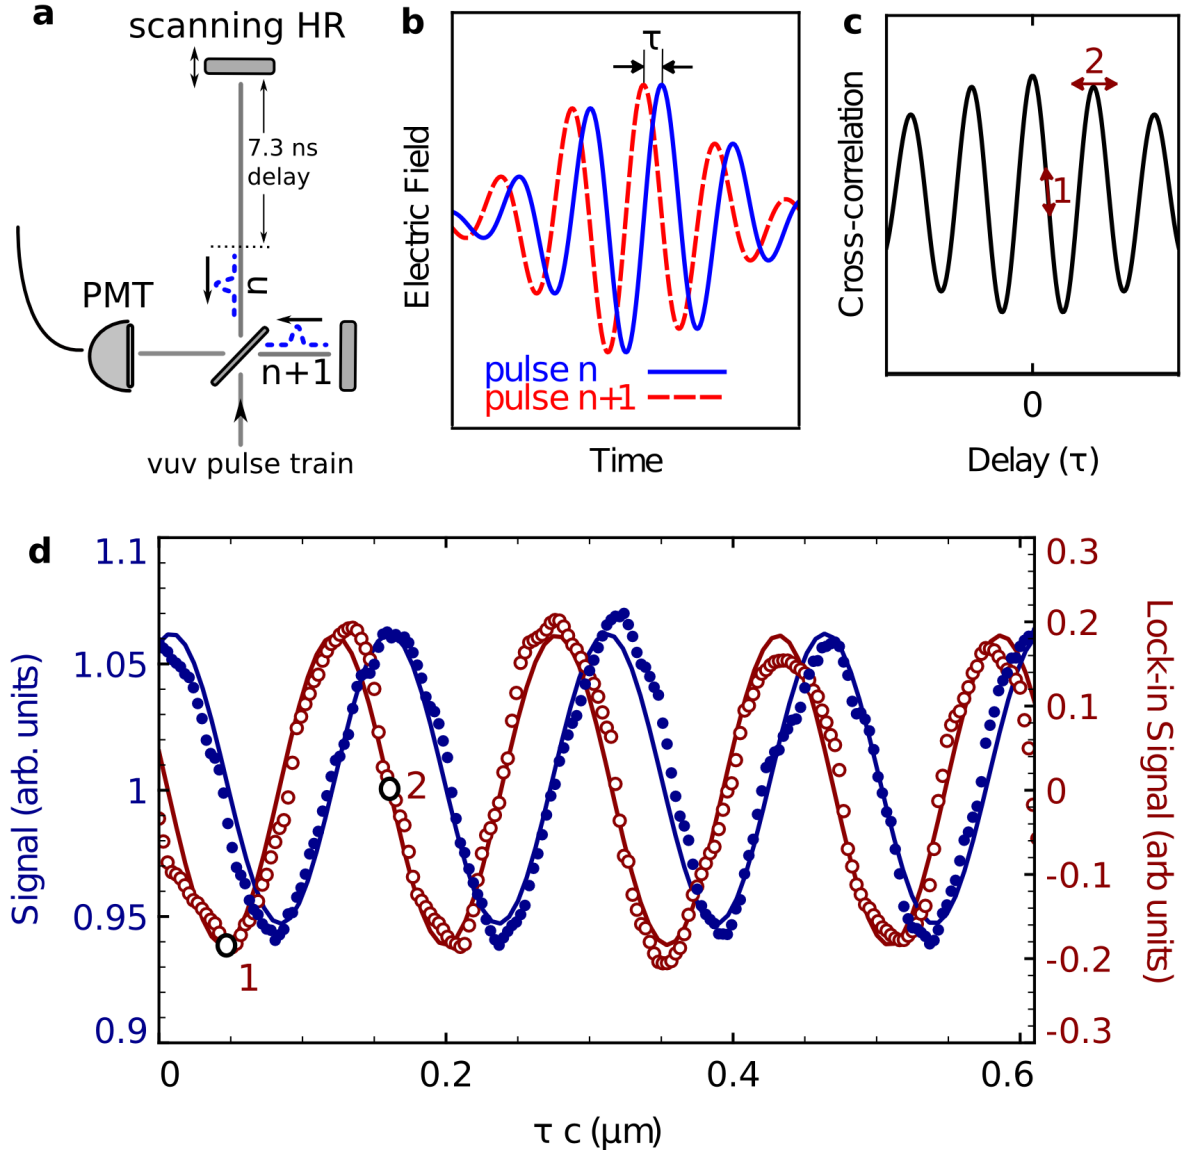 a
scanning HR
7.3 ns
delay
n
PMT
n+1
vuv pulse train
b
τ
Electric Field
pulse n
pulse n+1
Time
c
2
1
Cross-correlation
0
Delay (τ)
d
1.1
1.05
1
0.95
0.9
Signal (arb. units)
0.3
0.2
0.1
0
-0.1
-0.2
-0.3
Lock-in Signal (arb units)
2
1
0
0.2
0.4
0.6
τ c (μm)